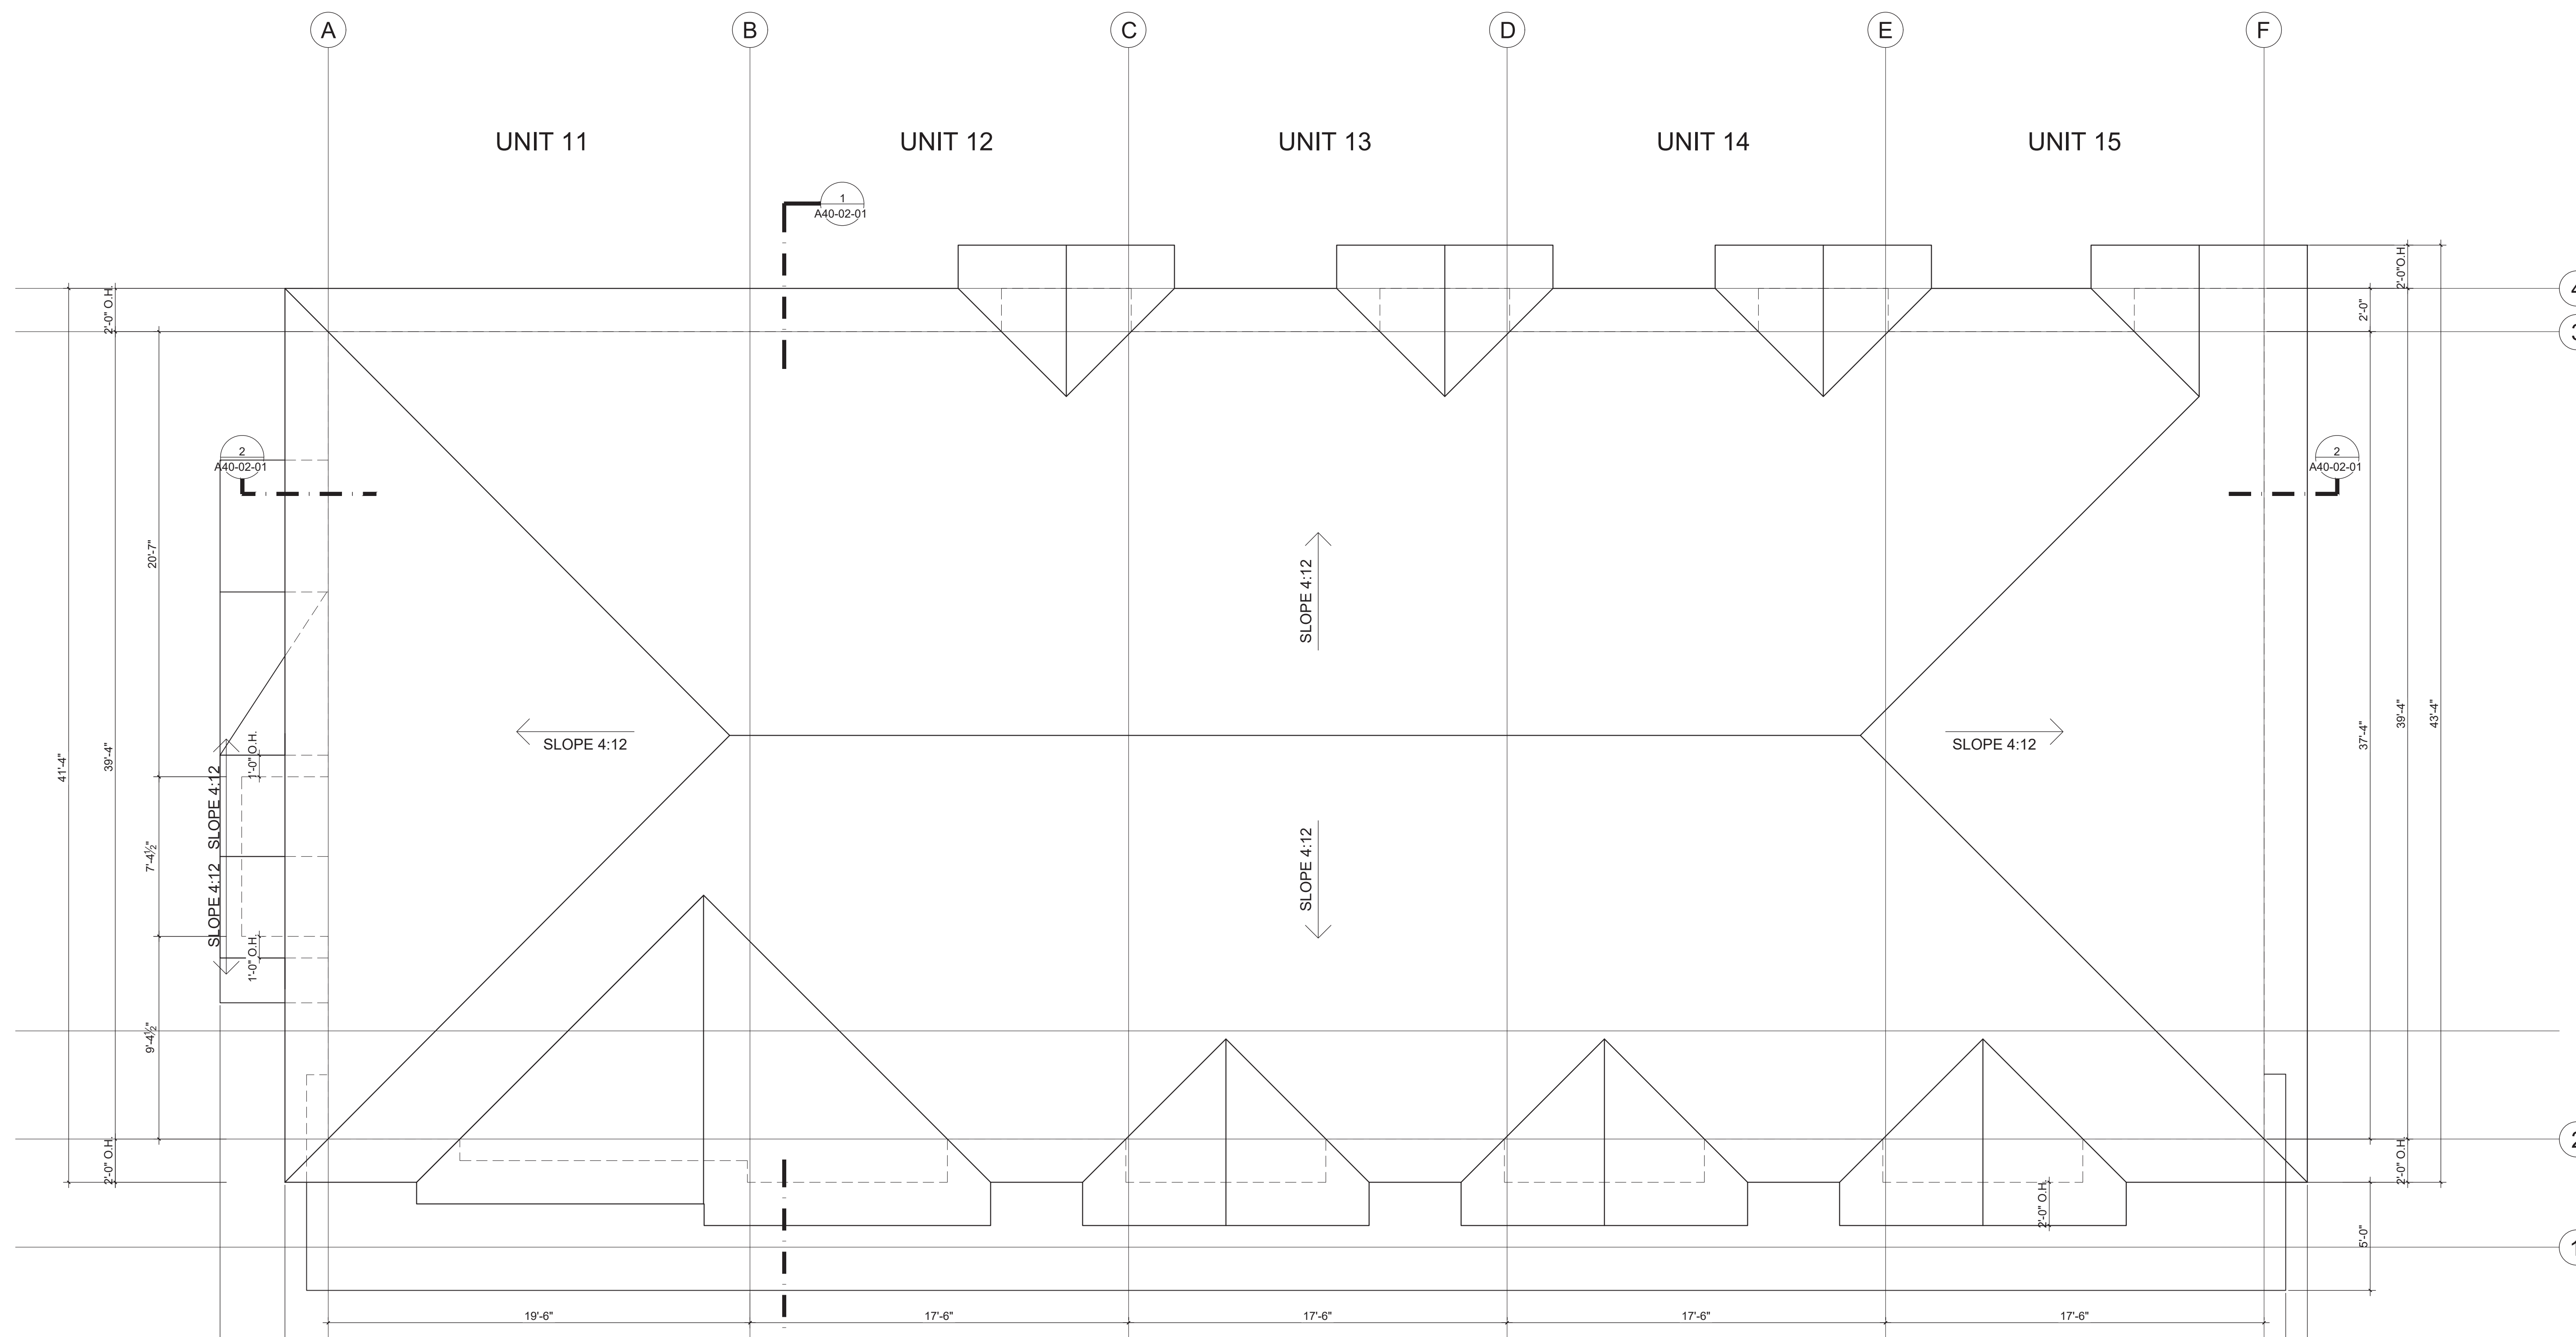 A
B
C
D
E
F
UNIT 11
UNIT 12
UNIT 13
UNIT 14
UNIT 15
1
A40-02-01
2'-0" O.H.
2'-0"O.H
4
2'-0"
3
2
A40-02-01
2
A40-02-01
20'-7"
SLOPE 4:12
SLOPE 4:12
SLOPE 4:12
41'-4"
39'-4"
1'-0" O.H.
37'-4"
39'-4"
43'-4"
SLOPE 4:12
7'-4½"
SLOPE 4:12
SLOPE 4:12
1'-0" O.H.
9'-4½"
2'-0" O.H.
2'-0" O.H.
2
2'-0" O.H.
5'-0"
1
19'-6"
17'-6"
17'-6"
17'-6"
17'-6"